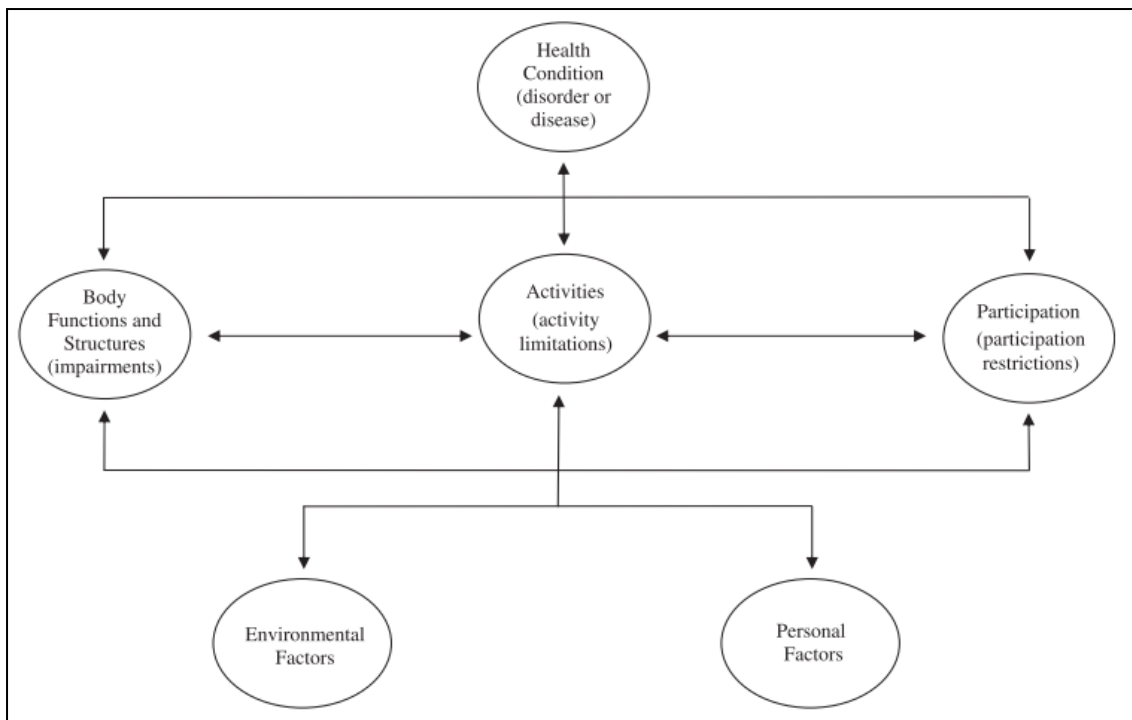 Health
Condition
(disorder or
disease)
Body
Functions and
Structures
(impairments)
Activities
(activity
limitations)
Participation
(participation
restrictions)
Environmental
Factors
Personal
Factors